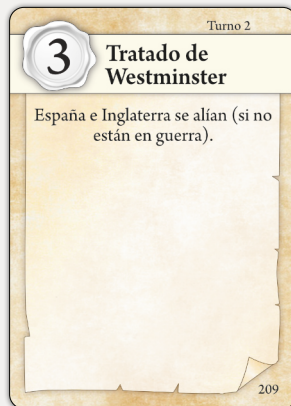 Turno 2
3
Tratado de
Westminster
España e Inglaterra se alían (si no
están en guerra).
209